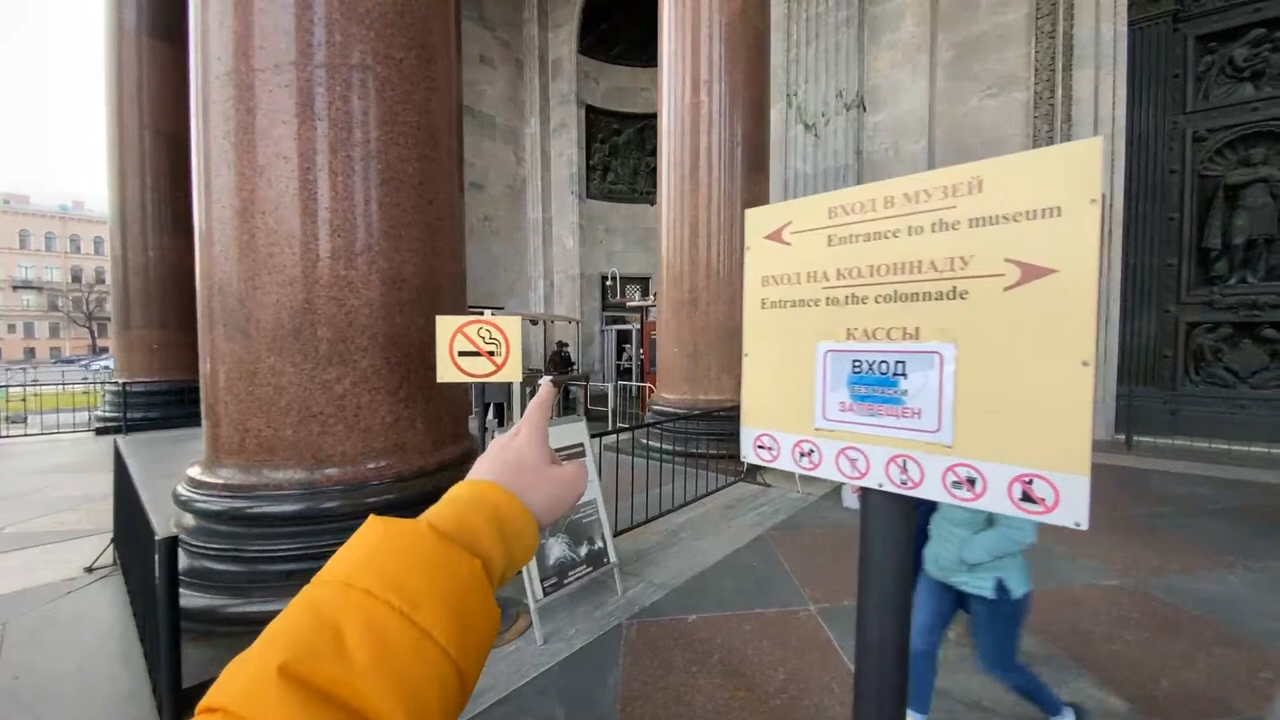 ВХОД В МУЗЕЙ
Entrance to the museum
ВХОД НА КОЛОННАДУ
Entrance to the colonnade
КАССЫ
ВХОД
БЕЗ МАСКИ
ЗАПРЕЩЕН